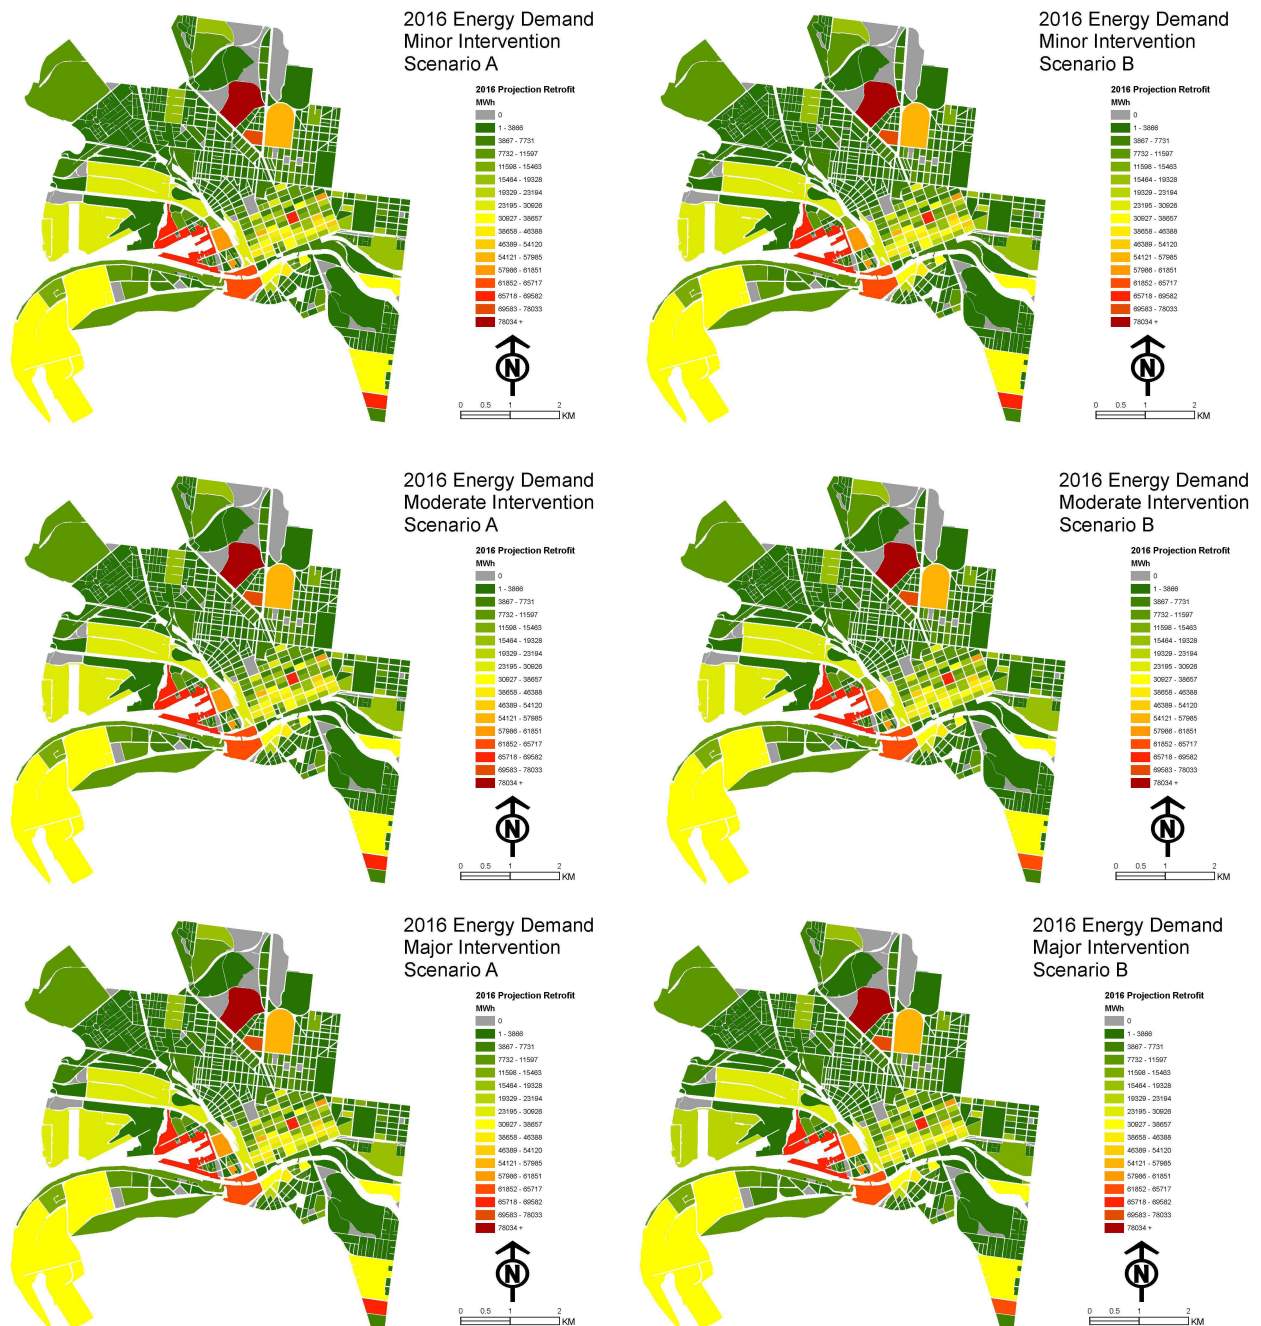 2016 Energy Demand
Minor Intervention
Scenario A
2016 Projection Retrofit
MWh
0
1 - 3866
3867 - 7731
7732 - 11597
11598 - 15463
15464 - 19328
19329 - 23194
23195 - 30926
30927 - 38657
38658 - 46388
46389 - 54120
54121 - 57985
57986 - 61851
61852 - 65717
65718 - 69582
69583 - 78033
78034 +
N
0 0.5 1 2
KM
2016 Energy Demand
Minor Intervention
Scenario B
2016 Projection Retrofit
MWh
0
1 - 3866
3867 - 7731
7732 - 11597
11598 - 15463
15464 - 19328
19329 - 23194
23195 - 30926
30927 - 38657
38658 - 46388
46389 - 54120
54121 - 57985
57986 - 61851
61852 - 65717
65718 - 69582
69583 - 78033
78034 +
N
0 0.5 1 2
KM
2016 Energy Demand
Moderate Intervention
Scenario A
2016 Projection Retrofit
MWh
0
1 - 3866
3867 - 7731
7732 - 11597
11598 - 15463
15464 - 19328
19329 - 23194
23195 - 30926
30927 - 38657
38658 - 46388
46389 - 54120
54121 - 57985
57986 - 61851
61852 - 65717
65718 - 69582
69583 - 78033
78034 +
N
0 0.5 1 2
KM
2016 Energy Demand
Moderate Intervention
Scenario B
2016 Projection Retrofit
MWh
0
1 - 3866
3867 - 7731
7732 - 11597
11598 - 15463
15464 - 19328
19329 - 23194
23195 - 30926
30927 - 38657
38658 - 46388
46389 - 54120
54121 - 57985
57986 - 61851
61852 - 65717
65718 - 69582
69583 - 78033
78034 +
N
0 0.5 1 2
KM
2016 Energy Demand
Major Intervention
Scenario A
2016 Projection Retrofit
MWh
0
1 - 3866
3867 - 7731
7732 - 11597
11598 - 15463
15464 - 19328
19329 - 23194
23195 - 30926
30927 - 38657
38658 - 46388
46389 - 54120
54121 - 57985
57986 - 61851
61852 - 65717
65718 - 69582
69583 - 78033
78034 +
N
0 0.5 1 2
KM
2016 Energy Demand
Major Intervention
Scenario B
2016 Projection Retrofit
MWh
0
1 - 3866
3867 - 7731
7732 - 11597
11598 - 15463
15464 - 19328
19329 - 23194
23195 - 30926
30927 - 38657
38658 - 46388
46389 - 54120
54121 - 57985
57986 - 61851
61852 - 65717
65718 - 69582
69583 - 78033
78034 +
N
0 0.5 1 2
KM